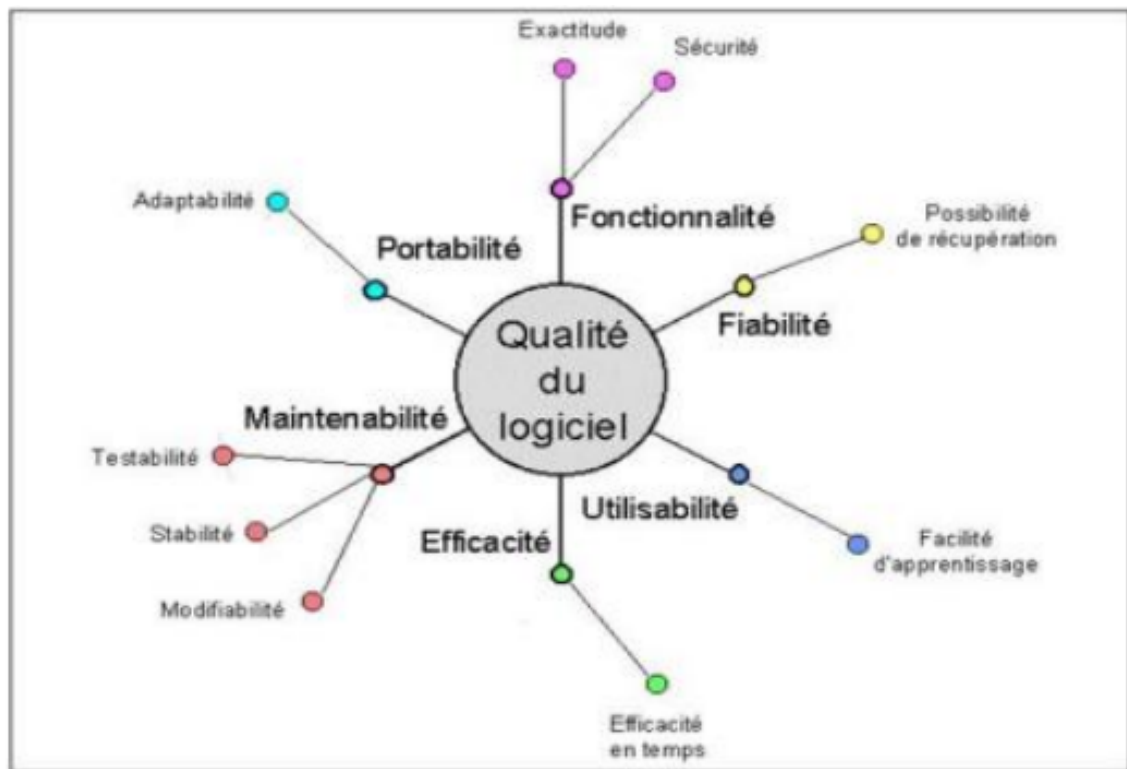 Exactitude
Sécurité
Adaptabilité
Fonctionnalité
Possibilité
de récupération
Portabilité
Fiabilité
Qualité
du
logiciel
Maintenabilité
Testabilité
Stabilité
Modifiabilité
Efficacité
Utilisabilité
Facilité
d'apprentissage
Efficacité
en temps